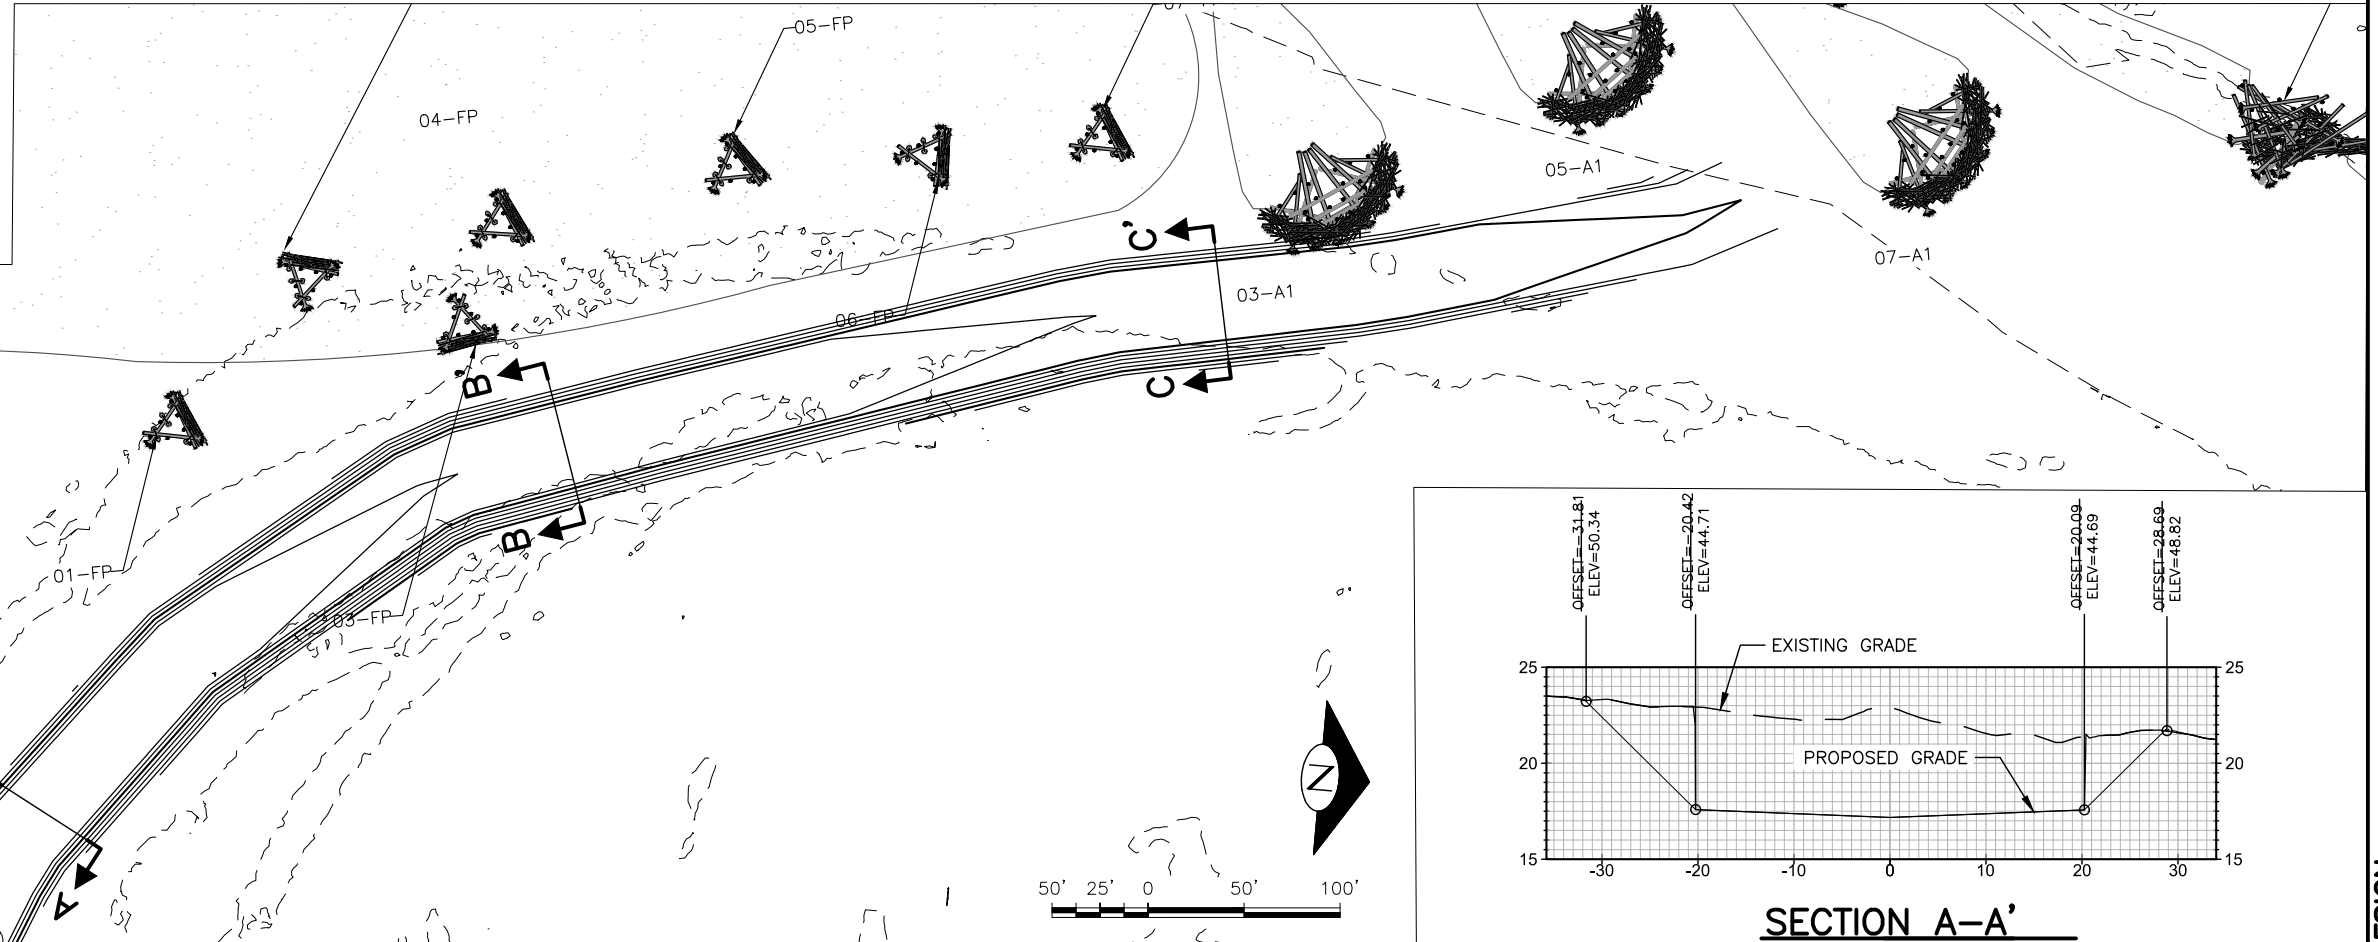 05-FP
04-FP
05-A1
07-A1
C'
03-A1
06-FP
B'
C
B
01-FP
03-FP
A
N
50' 25' 0 50' 100'
OFFSET=-31.81
ELEV=50.34
OFFSET=-20.42
ELEV=44.71
OFFSET=20.09
ELEV=44.69
OFFSET=28.69
ELEV=48.82
EXISTING GRADE
PROPOSED GRADE
25 25
20 20
15 15
-30 -20 -10 0 10 20 30
SECTION A-A'